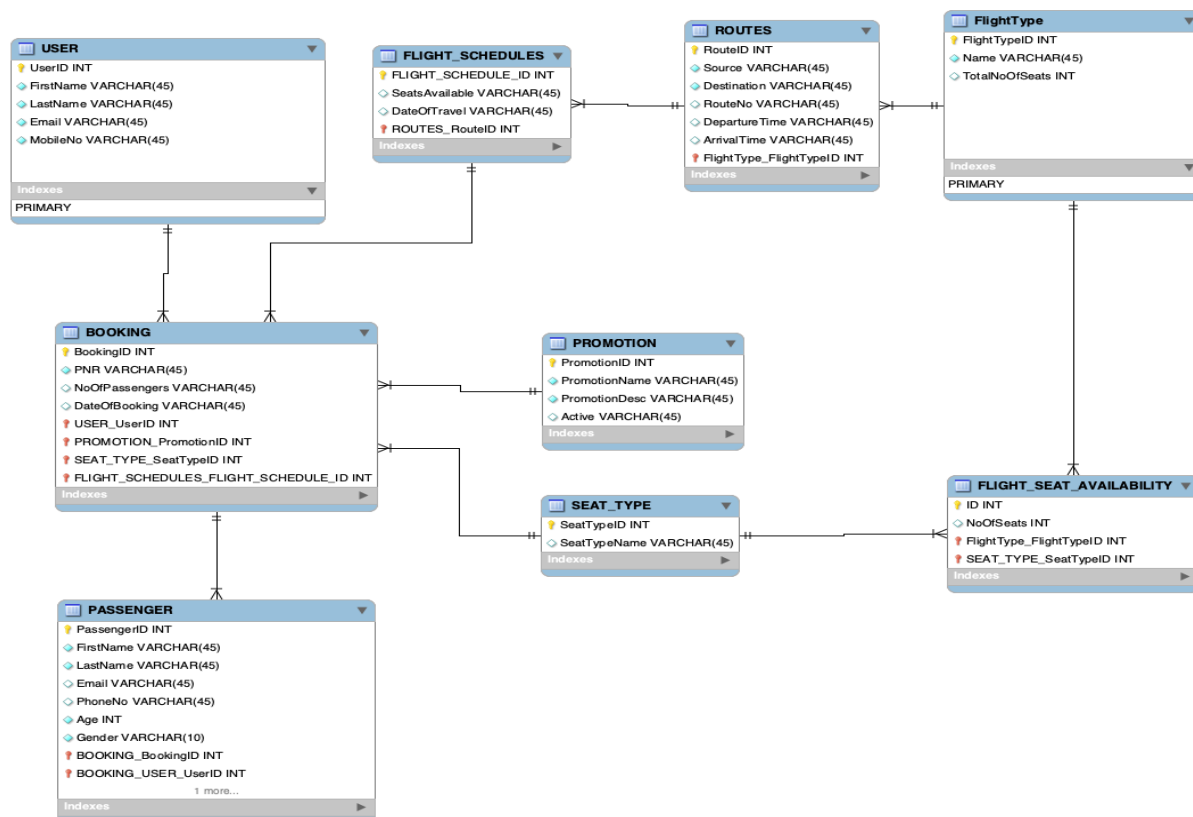 USER
UserID INT
FirstName VARCHAR(45)
LastName VARCHAR(45)
Email VARCHAR(45)
MobileNo VARCHAR(45)
Indexes
PRIMARY
FLIGHT_SCHEDULES
FLIGHT_SCHEDULE_ID INT
SeatsAvailable VARCHAR(45)
DateOfTravel VARCHAR(45)
ROUTES_RouteID INT
Indexes
ROUTES
RouteID INT
Source VARCHAR(45)
Destination VARCHAR(45)
RouteNo VARCHAR(45)
DepartureTime VARCHAR(45)
ArrivalTime VARCHAR(45)
FlightType_FlightTypeID INT
Indexes
FlightType
FlightTypeID INT
Name VARCHAR(45)
TotalNoOfSeats INT
Indexes
PRIMARY
BOOKING
BookingID INT
PNR VARCHAR(45)
NoOfPassengers VARCHAR(45)
DateOfBooking VARCHAR(45)
USER_UserID INT
PROMOTION_PromotionID INT
SEAT_TYPE_SeatTypeID INT
FLIGHT_SCHEDULES_FLIGHT_SCHEDULE_ID INT
Indexes
PROMOTION
PromotionID INT
PromotionName VARCHAR(45)
PromotionDesc VARCHAR(45)
Active VARCHAR(45)
Indexes
SEAT_TYPE
SeatTypeID INT
SeatTypeName VARCHAR(45)
Indexes
FLIGHT_SEAT_AVAILABILITY
ID INT
NoOfSeats INT
FlightType_FlightTypeID INT
SEAT_TYPE_SeatTypeID INT
Indexes
PASSENGER
PassengerID INT
FirstName VARCHAR(45)
LastName VARCHAR(45)
Email VARCHAR(45)
PhoneNo VARCHAR(45)
Age INT
Gender VARCHAR(10)
BOOKING_BookingID INT
BOOKING_USER_UserID INT
1 more...
Indexes